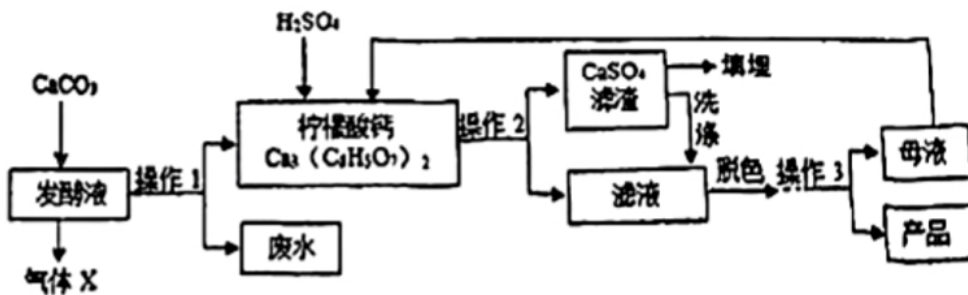 H₂SO₄
CaCO₃
发酵液
气体 X
操作 1
柠檬酸钙
Ca₃（C₆H₅O₇）₂
废水
操作 2
CaSO₄
滤渣
填埋
洗
涤
滤液
脱色
操作 3
母液
产品